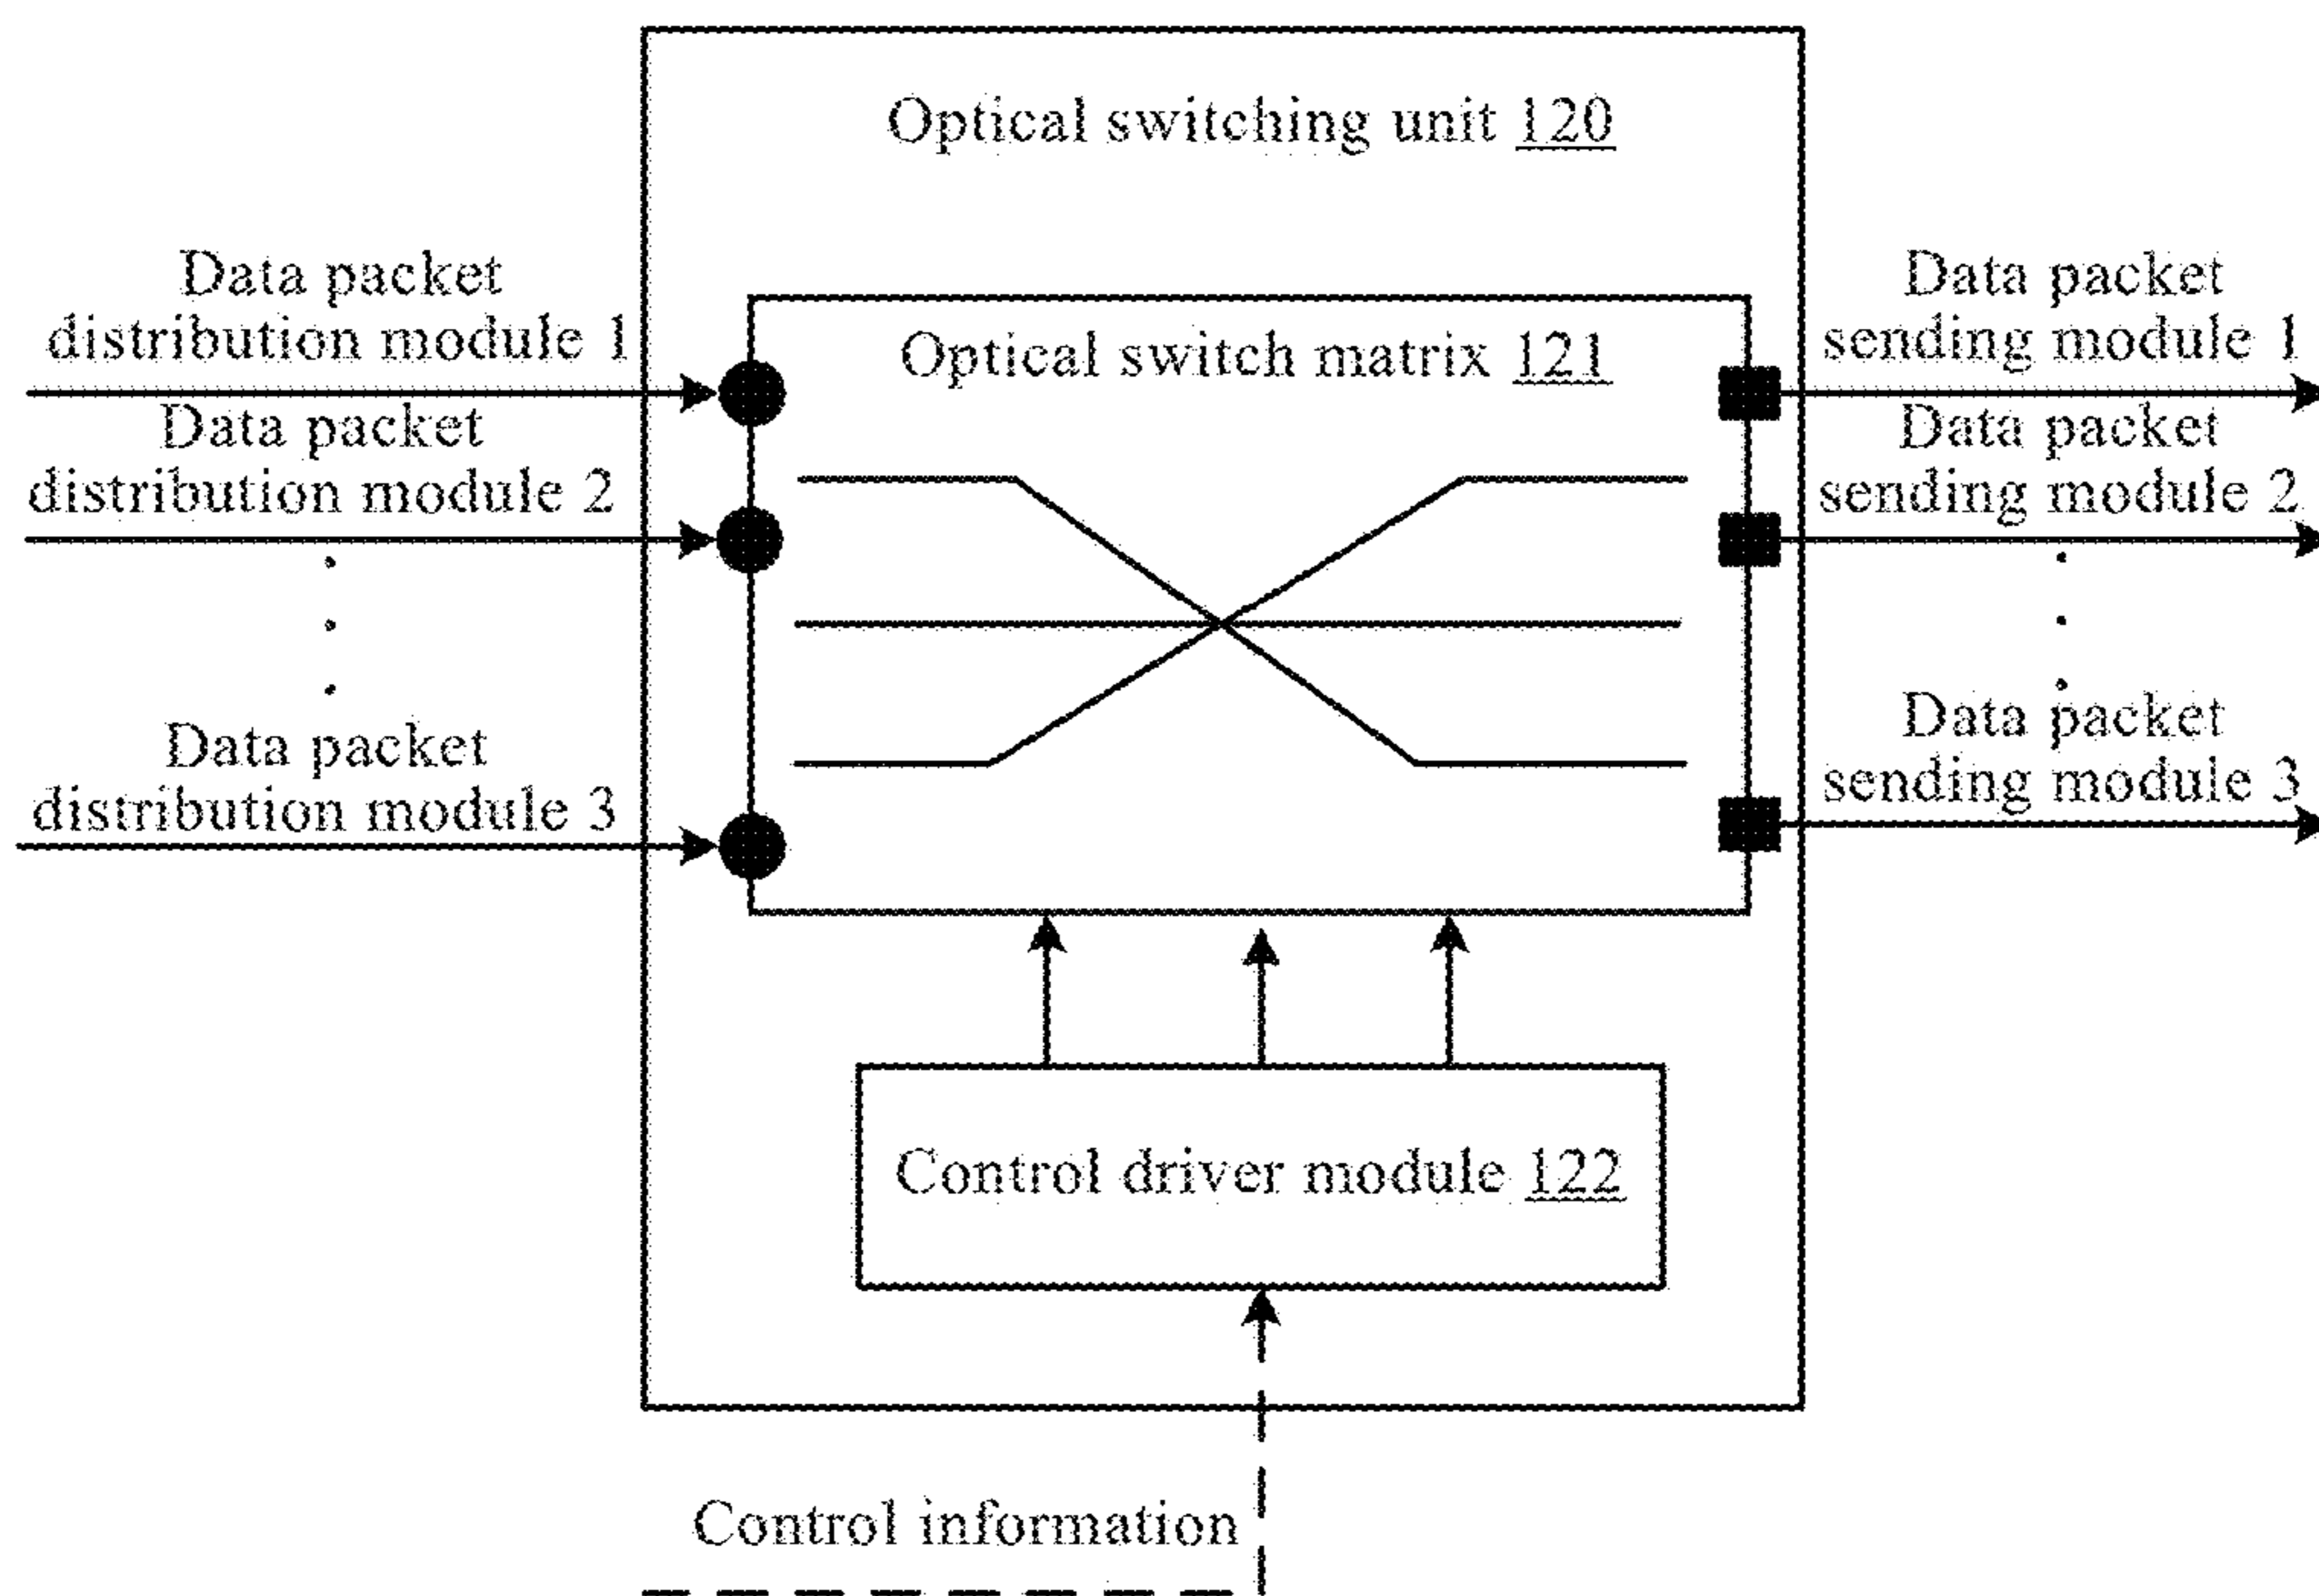 Optical switching unit 120
Data packet
distribution module 1
Data packet
distribution module 2
Data packet
distribution module 3
Optical switch matrix 121
Data packet
sending module 1
Data packet
sending module 2
Data packet
sending module 3
Control driver module 122
Control information